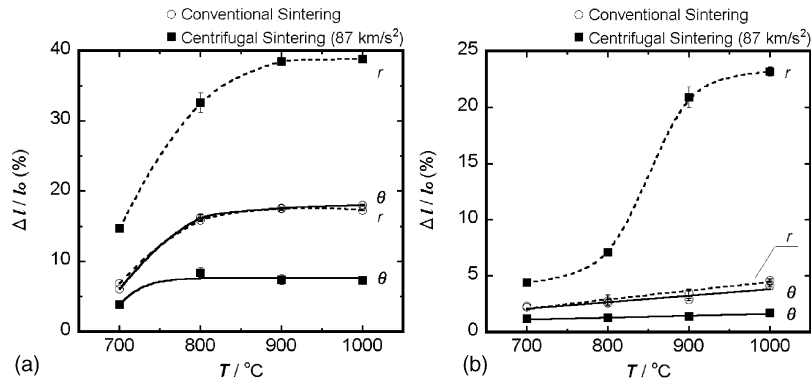 ○ Conventional Sintering
■ Centrifugal Sintering (87 km/s²)
40
30
20
10
0
Δl / l₀ (%)
r
θ
r
θ
700 800 900 1000
T / °C
(a)
○ Conventional Sintering
■ Centrifugal Sintering (87 km/s²)
25
20
15
10
5
0
Δl / l₀ (%)
r
r
θ
θ
700 800 900 1000
T / °C
(b)